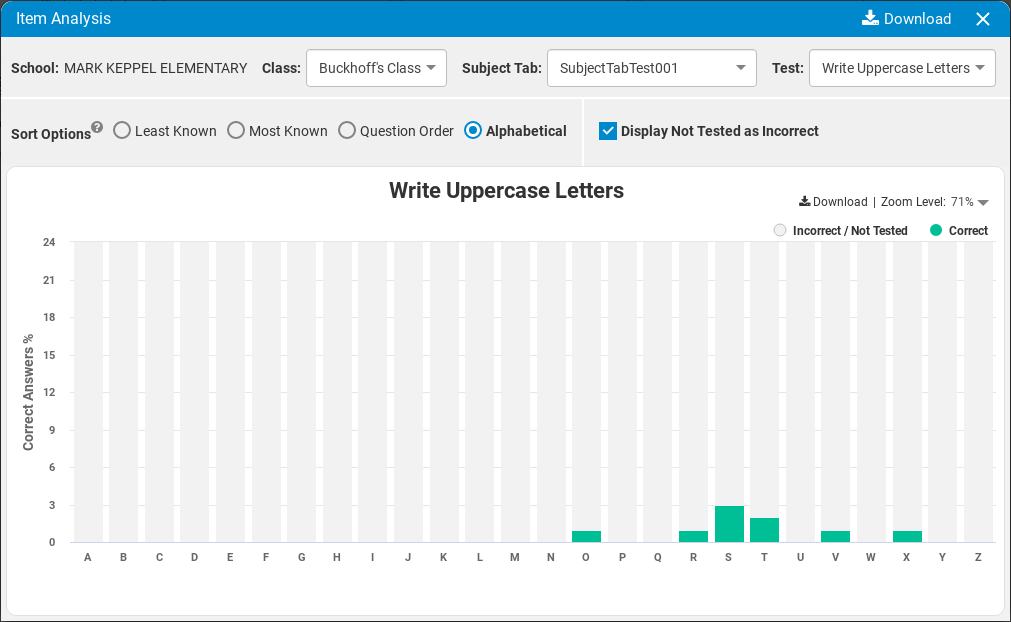 Item Analysis Download
School: MARK KEPPEL ELEMENTARY Class: Buckhoff's Class Subject Tab: SubjectTabTest001 Test: Write Uppercase Letters
Sort Options ? Least Known Most Known Question Order Alphabetical Display Not Tested as Incorrect
Write Uppercase Letters
Download | Zoom Level: 71%
Incorrect / Not Tested Correct
Correct Answers %
24
21
18
15
12
9
6
3
0
A B C D E F G H I J K L M N O P Q R S T U V W X Y Z